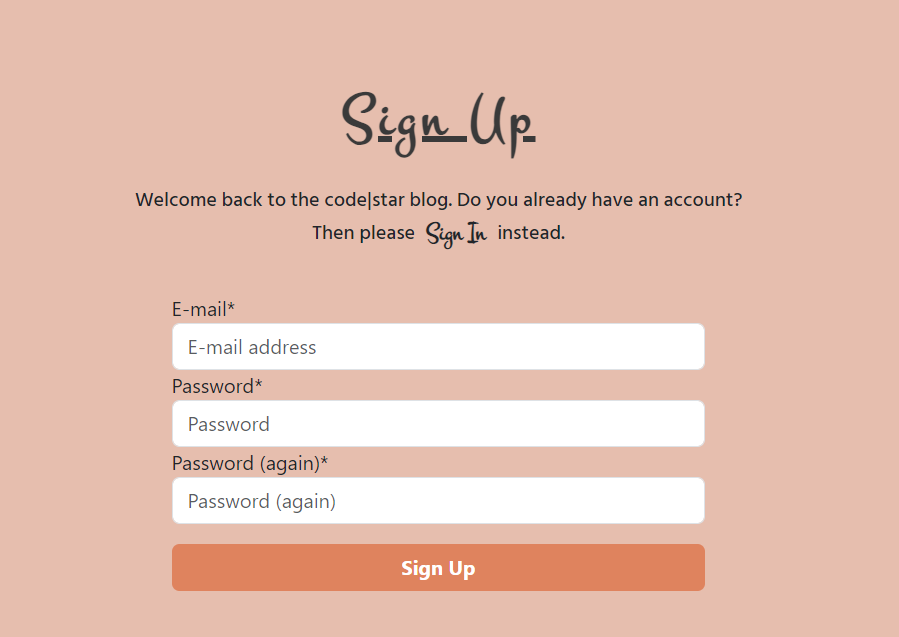 Sign Up
Welcome back to the code|star blog. Do you already have an account?
Then please Sign In instead.
E-mail*
E-mail address
Password*
Password
Password (again)*
Password (again)
Sign Up